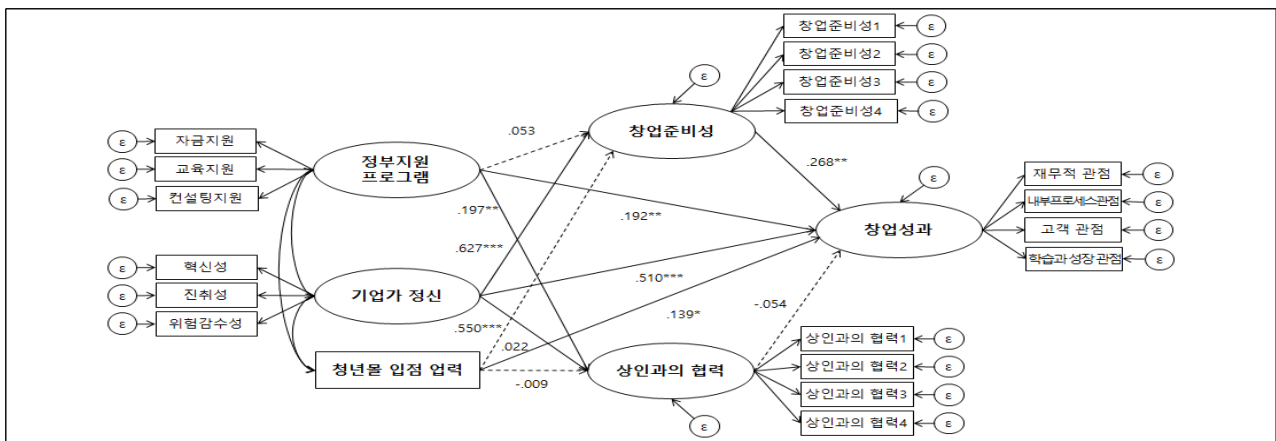 창업준비성1
ε
창업준비성2
ε
창업준비성3
ε
창업준비성4
ε
ε
창업준비성
.053
ε
자금지원
ε
교육지원
ε
컨설팅지원
정부지원
프로그램
.268**
ε
재무적 관점
ε
내부프로세스관점
ε
고객 관점
ε
학습과 성장 관점
ε
창업성과
.197**
.192**
.627***
ε
혁신성
ε
진취성
ε
위험감수성
기업가 정신
.510***
-.054
.139*
.550***
.022
청년몰 입점 업력
-.009
상인과의 협력
ε
상인과의 협력1
ε
상인과의 협력2
ε
상인과의 협력3
ε
상인과의 협력4
ε